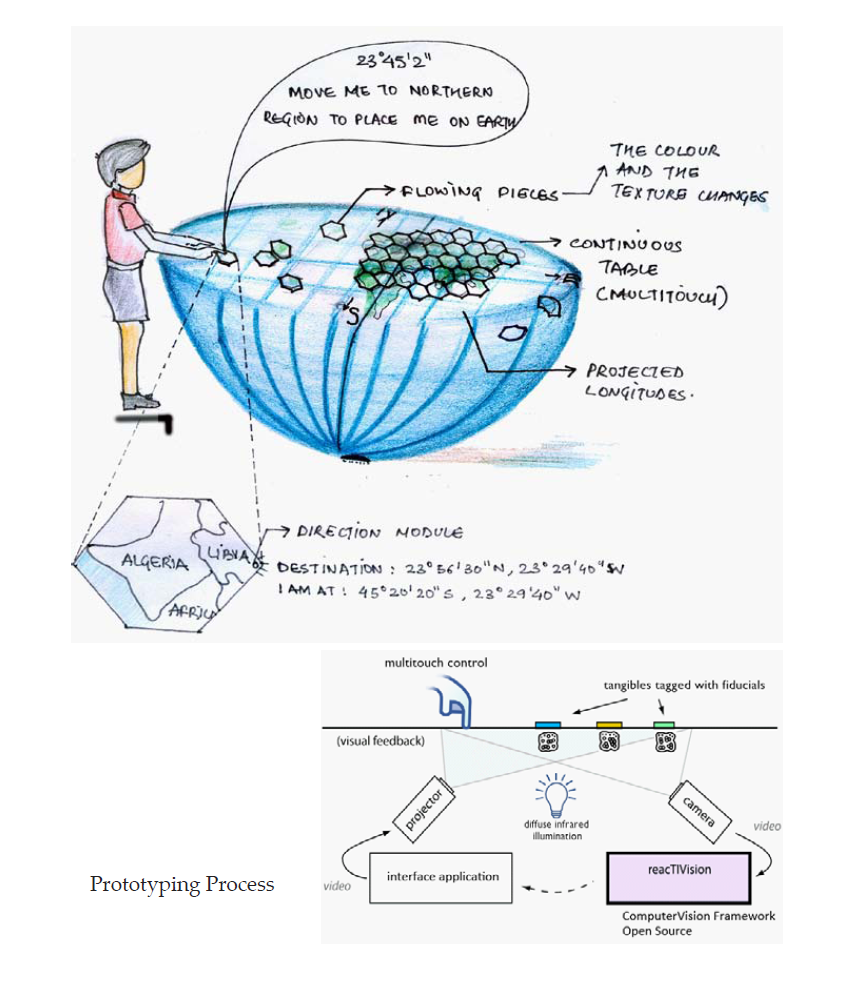 23°45'2"
MOVE ME TO NORTHERN
REGION TO PLACE ME ON EARTH
FLOWING PIECES
THE COLOUR
AND THE
TEXTURE CHANGES
CONTINUOUS
TABLE
(MULTITOUCH)
S
PROJECTED
LONGITUDES.
ALGERIA
LIBYA
AFRIC
DIRECTION MODULE
DESTINATION : 23°56'30"N, 23°29'40" W
I AM AT : 45°20'20"S, 23°29'40" W
multitouch control
tangibles tagged with fiducials
(visual feedback)
projector
diffuse infrared
illumination
camera
video
video
interface application
reacTIVision
ComputerVision Framework
Open Source
Prototyping Process